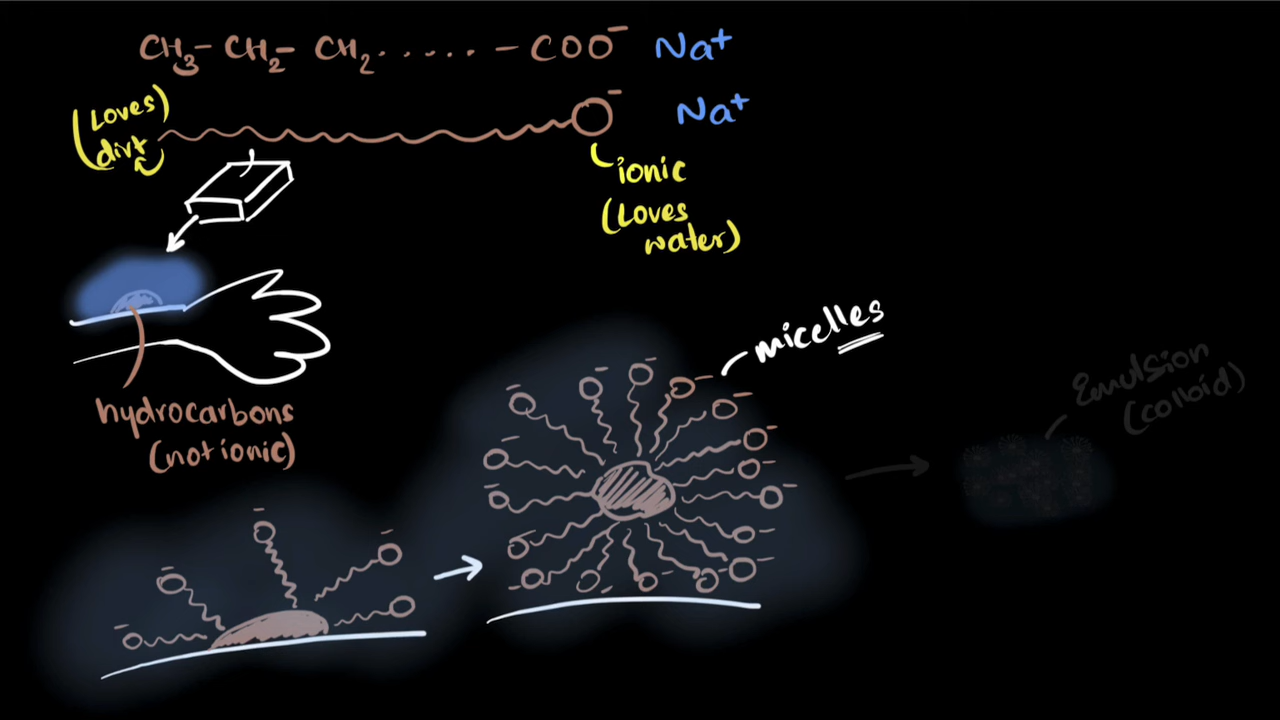 CH₃ – CH₂ – CH₂ . . . . . . – COO⁻ Na⁺
(Loves) Na⁺
(dirt
ionic
(Loves
water)
micelles
Emulsion
(colloid)
hydrocarbons
(not ionic)